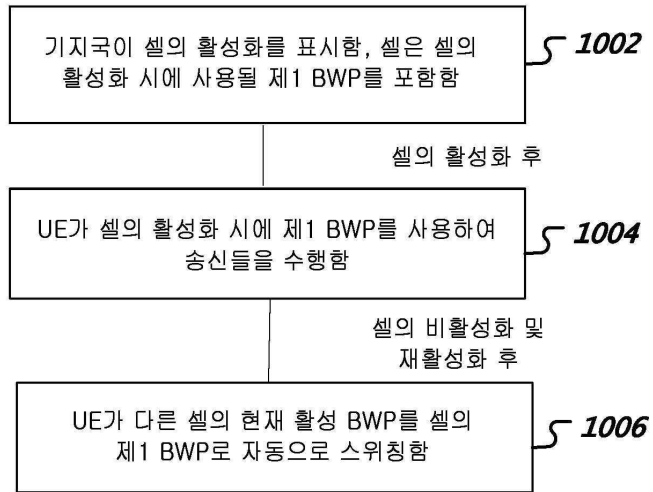 기지국이 셀의 활성화를 표시함, 셀은 셀의
활성화 시에 사용될 제1 BWP를 포함함
1002
셀의 활성화 후
UE가 셀의 활성화 시에 제1 BWP를 사용하여
송신들을 수행함
1004
셀의 비활성화 및
재활성화 후
UE가 다른 셀의 현재 활성 BWP를 셀의
제1 BWP로 자동으로 스위칭함
1006